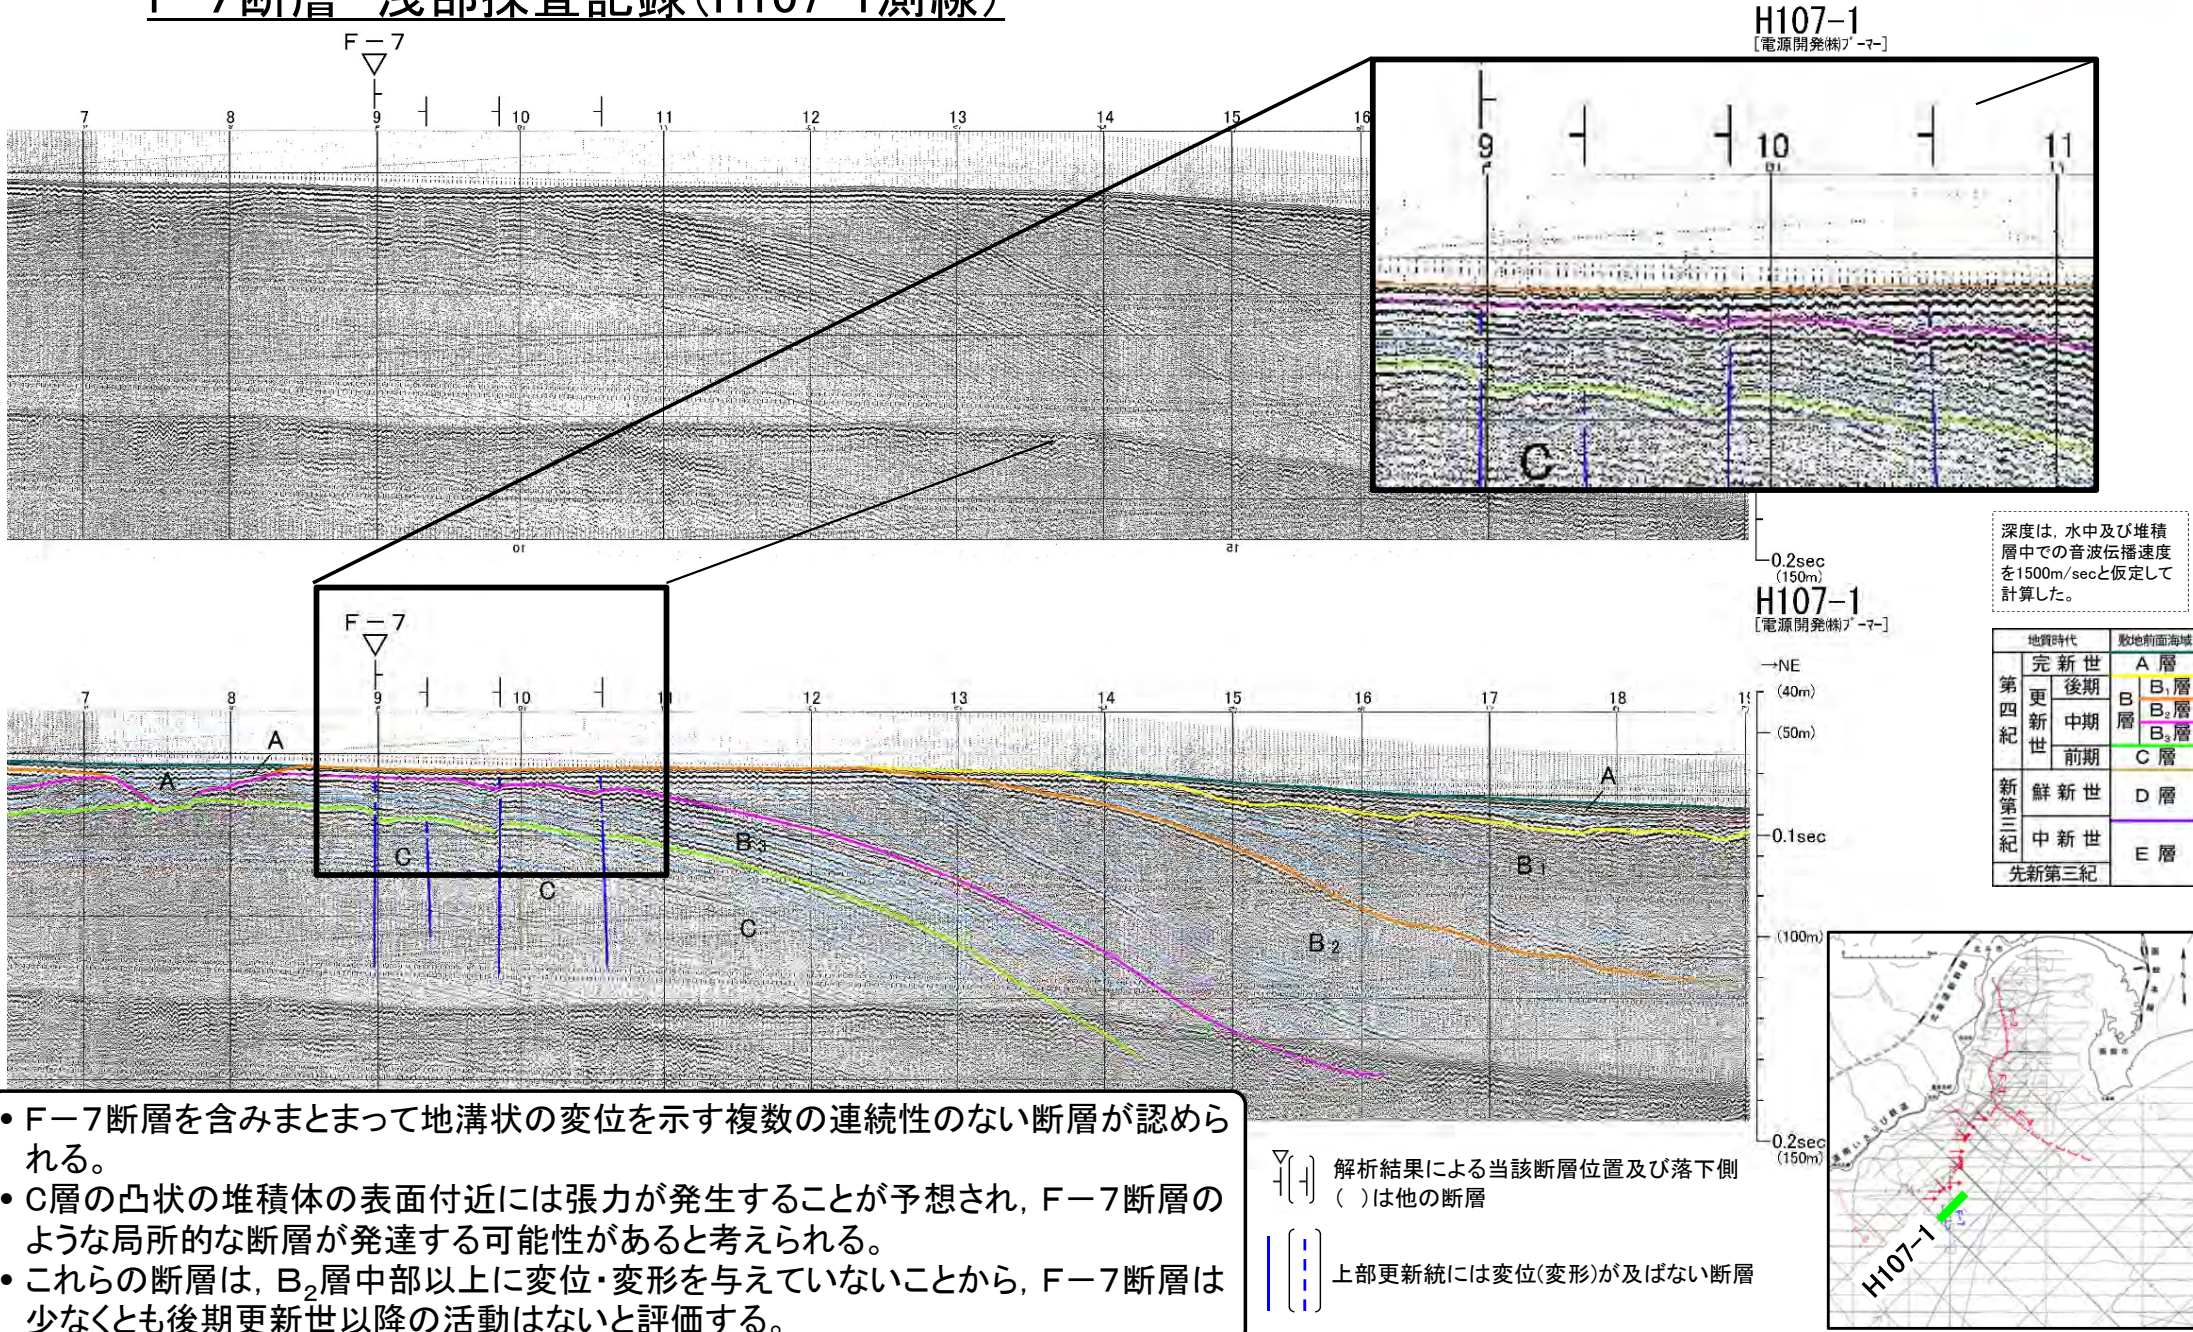 F－7断層 浅部探査記録(H107-1測線)
F－7
7 8 9 10 11 12 13 14 15 16
H107-1
[電源開発㈱ﾌﾞｰﾏｰ]
9 10 11
C
0.2sec
(150m)
深度は，水中及び堆積
層中での音波伝播速度
を1500m/secと仮定して
計算した。
H107-1
[電源開発㈱ﾌﾞｰﾏｰ]
→NE
F－7
7 8 9 10 11 12 13 14 15 16 17 18 19
(40m)
(50m)
A
A
A
B3
B1
B2
C
C
C
0.1sec
(100m)
0.2sec
(150m)
地質時代 敷地前面海域
第四紀 完新世 A層
更新世 後期 B層 B₁層
中期 B₂層
B₃層
前期 C層
新第三紀 鮮新世 D層
中新世 E層
先新第三紀
• F－7断層を含みまとまって地溝状の変位を示す複数の連続性のない断層が認めら
れる。
• C層の凸状の堆積体の表面付近には張力が発生することが予想され，F－7断層の
ような局所的な断層が発達する可能性があると考えられる。
• これらの断層は，B₂層中部以上に変位・変形を与えていないことから，F－7断層は
少なくとも後期更新世以降の活動はないと評価する。
解析結果による当該断層位置及び落下側
( )は他の断層
上部更新統には変位(変形)が及ばない断層
H107-1